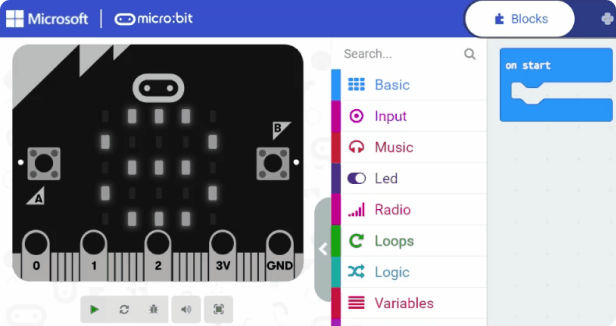 Microsoft
micro:bit
Blocks
Search...
on start
Basic
Input
B
Music
A
Led
Radio
Loops
0
1
2
3V
GND
Logic
Variables